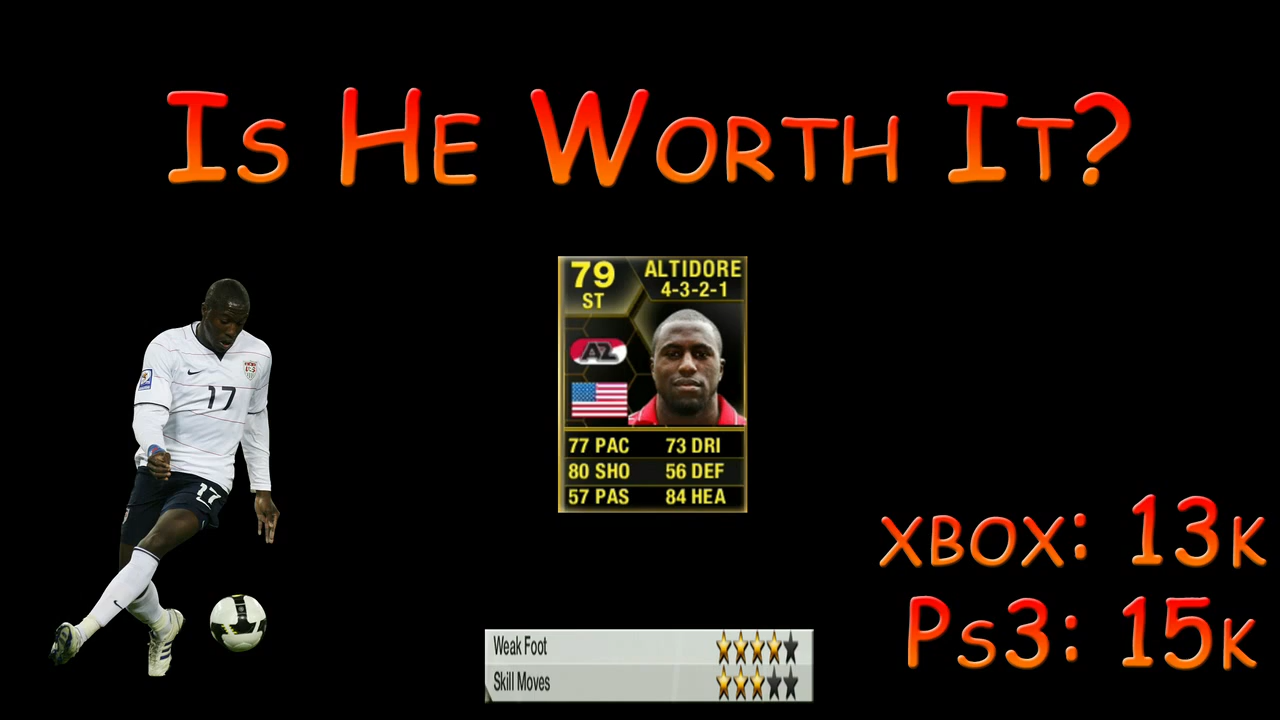 Is He Worth It?
79
ST
ALTIDORE
4-3-2-1
AZ
17
17
77 PAC 73 DRI
80 SHO 56 DEF
57 PAS 84 HEA
xbox: 13k
Ps3: 15k
Weak Foot
Skill Moves